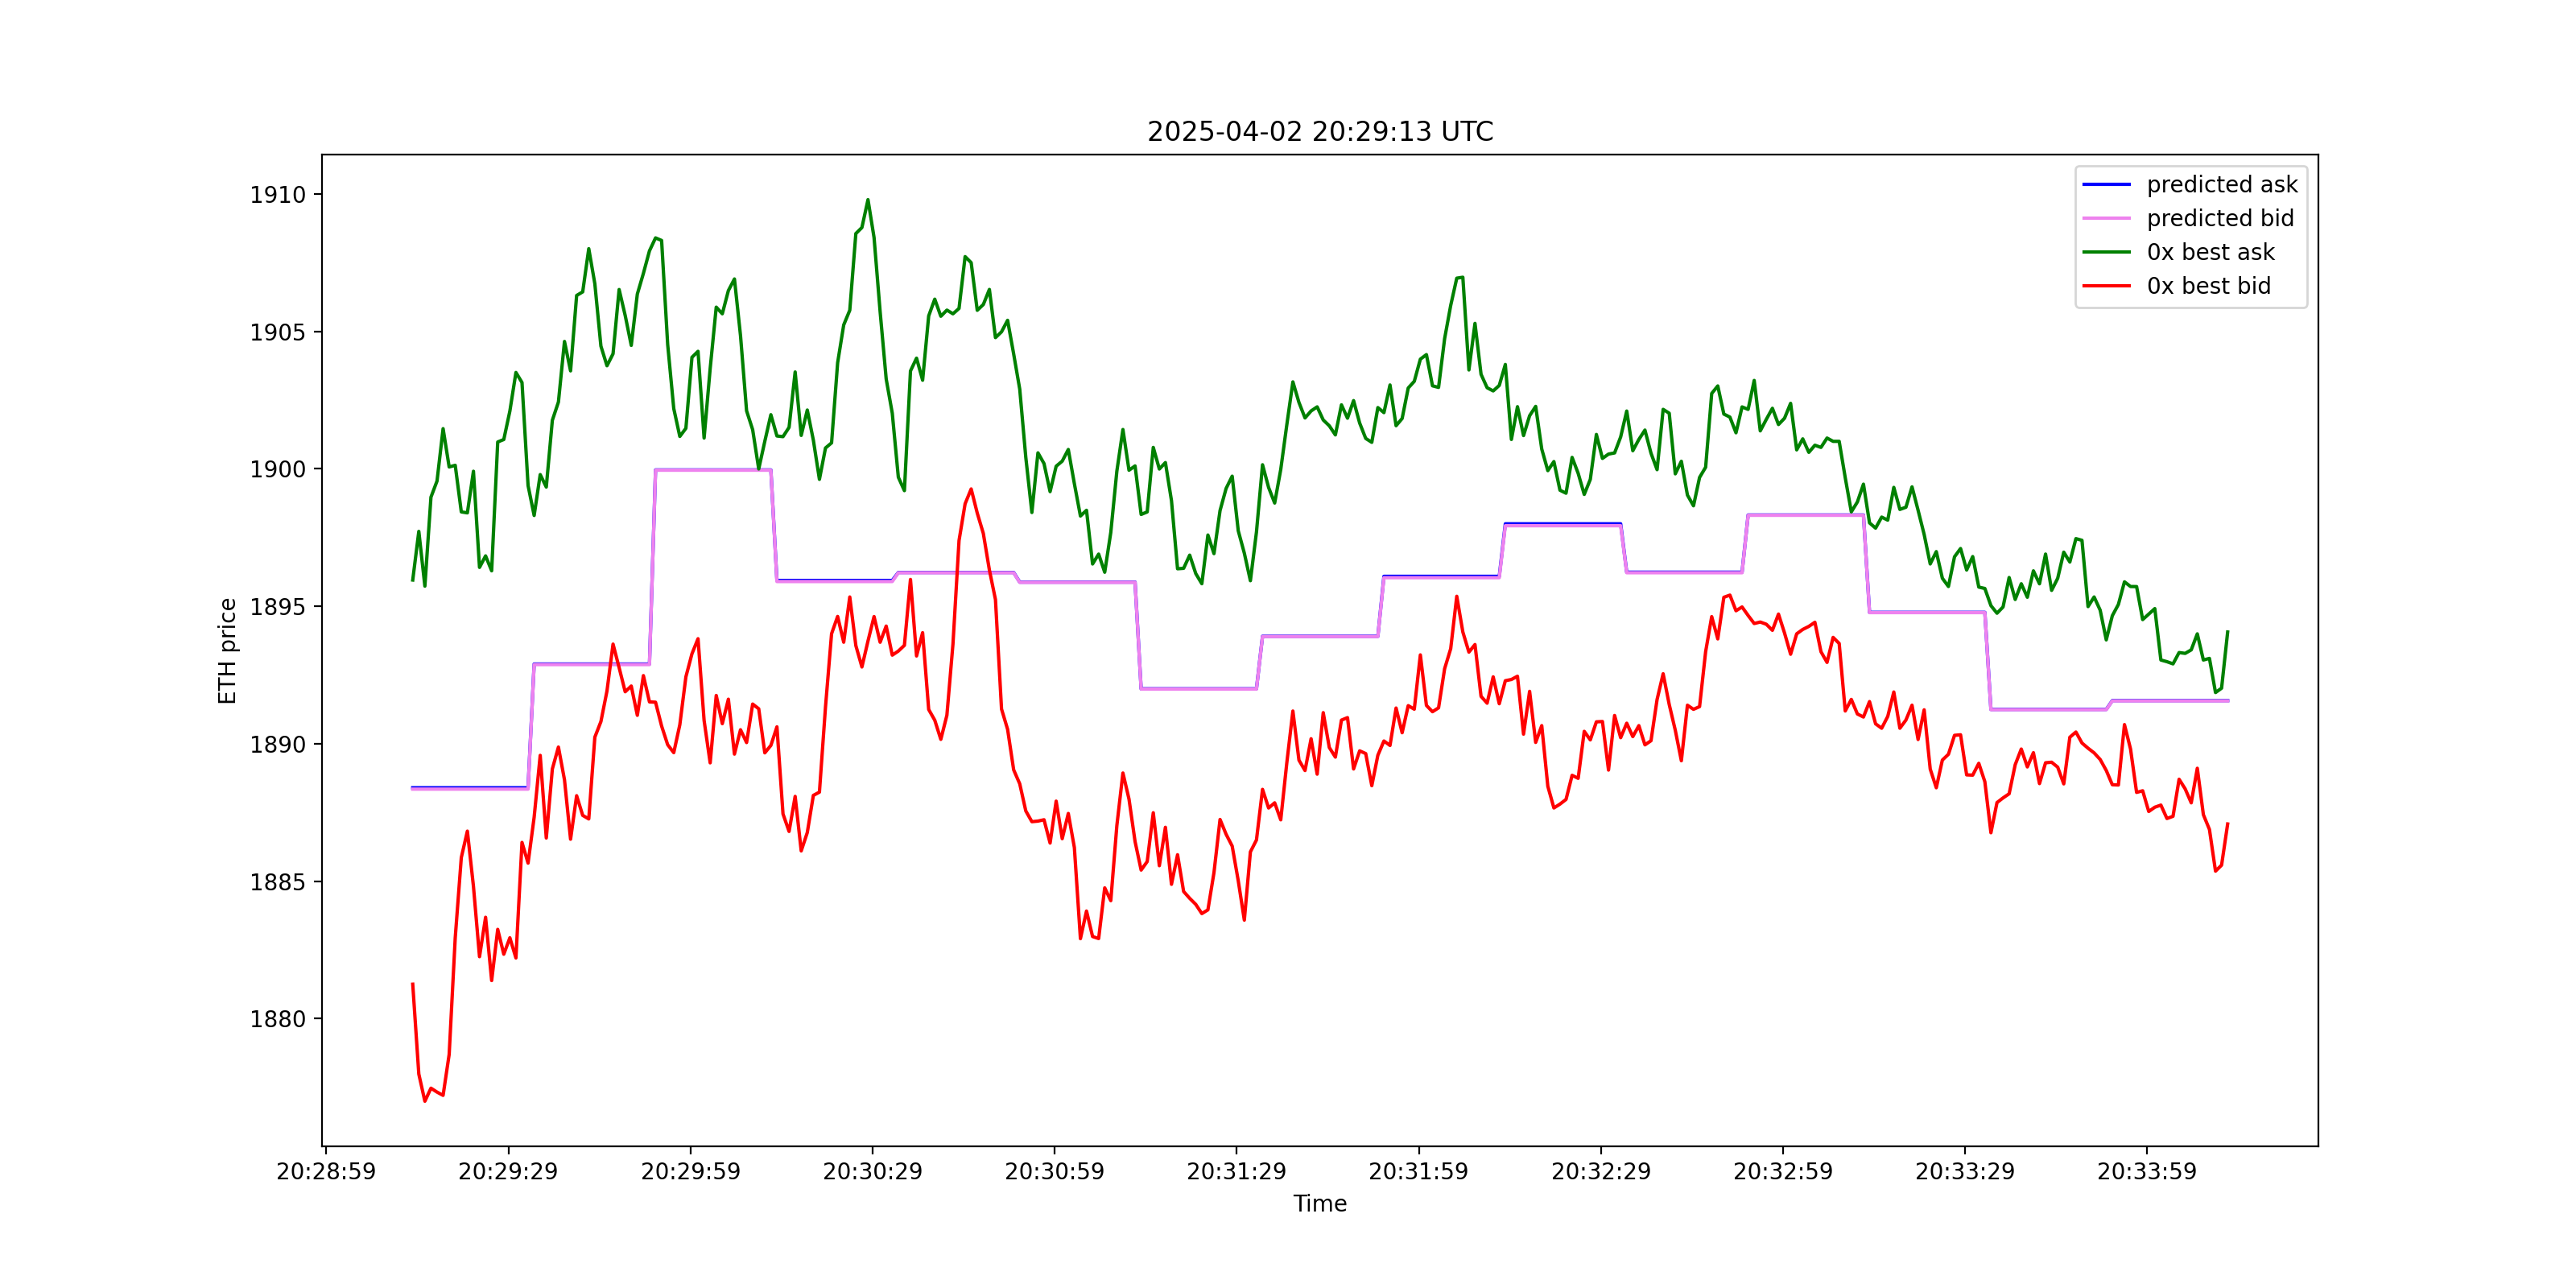 2025-04-02 20:29:13 UTC
predicted ask
predicted bid
0x best ask
0x best bid
ETH price
1910
1905
1900
1895
1890
1885
1880
20:28:59 20:29:29 20:29:59 20:30:29 20:30:59 20:31:29 20:31:59 20:32:29 20:32:59 20:33:29 20:33:59
Time